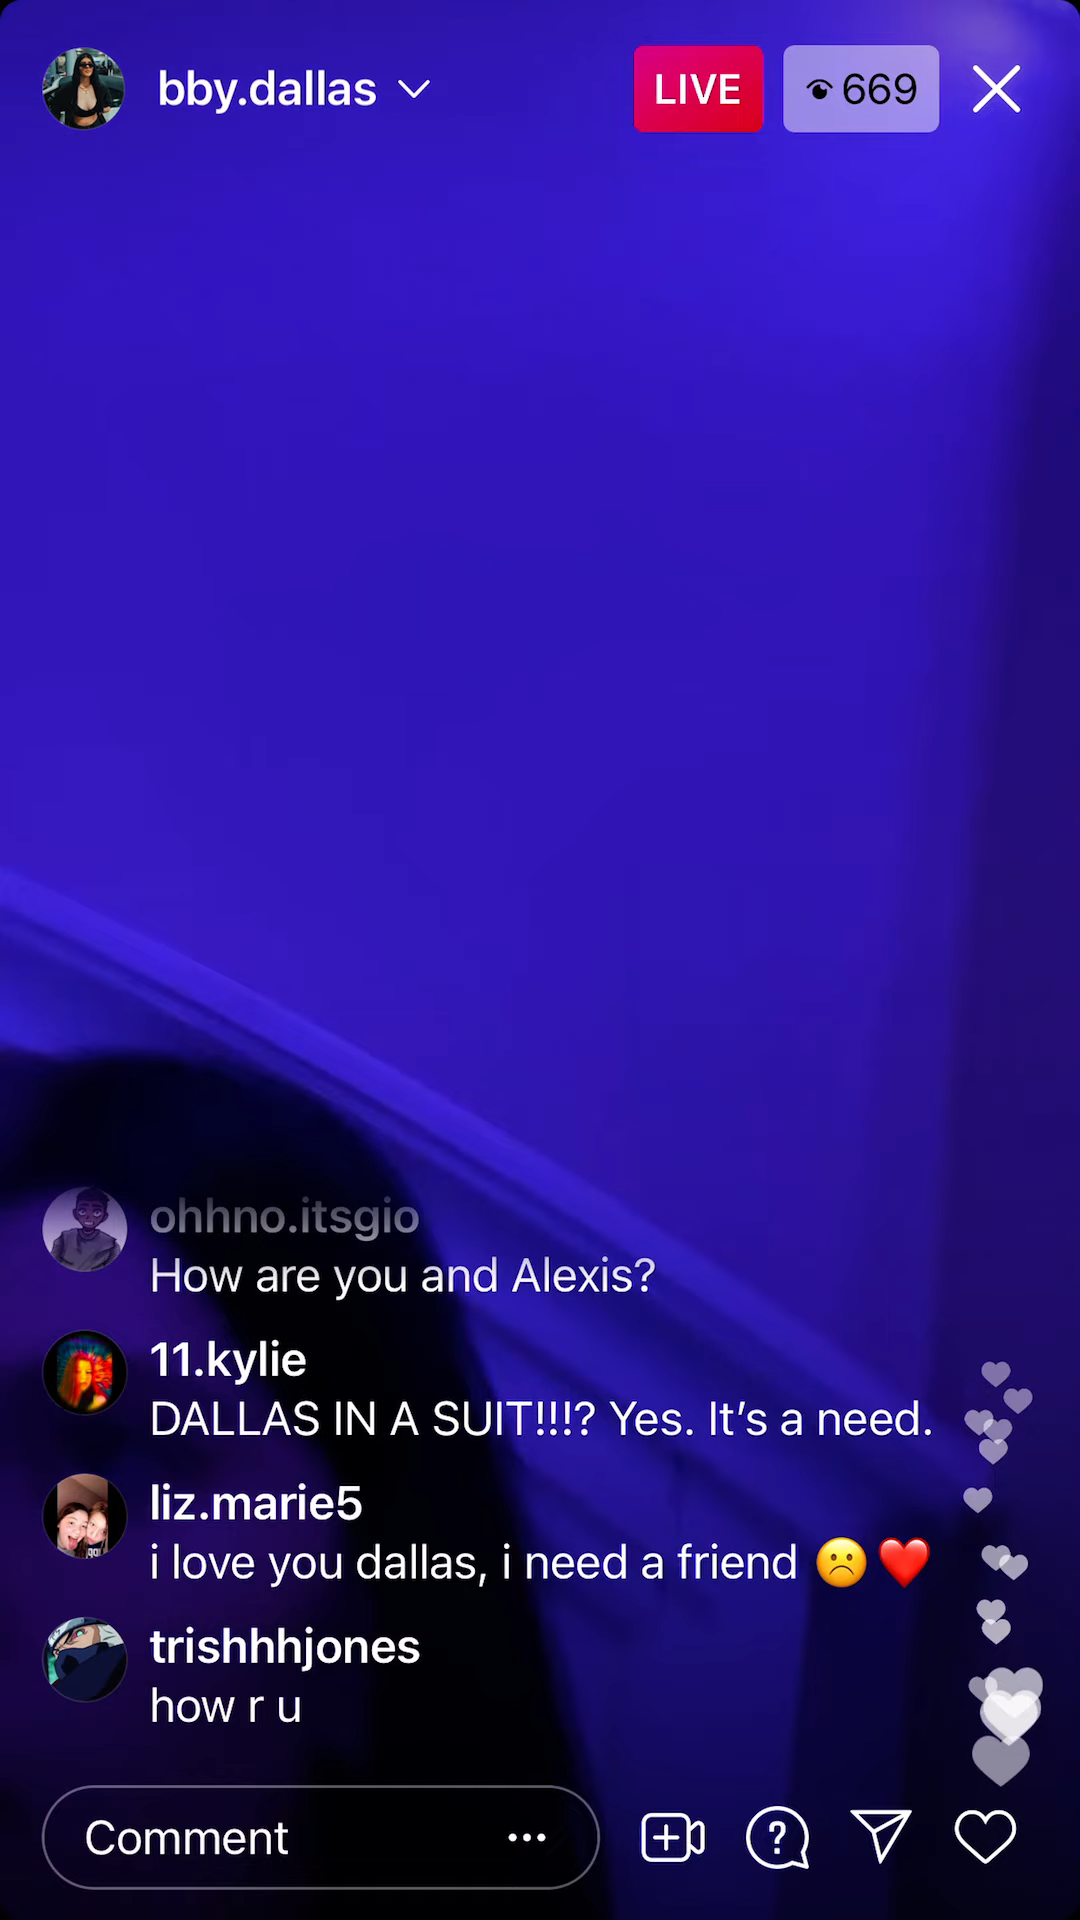 bby.dallas
LIVE
669
ohhno.itsgio
How are you and Alexis?
11.kylie
DALLAS IN A SUIT!!!? Yes. It’s a need.
liz.marie5
i love you dallas, i need a friend ☹️ ❤️
trishhhjones
how r u
Comment